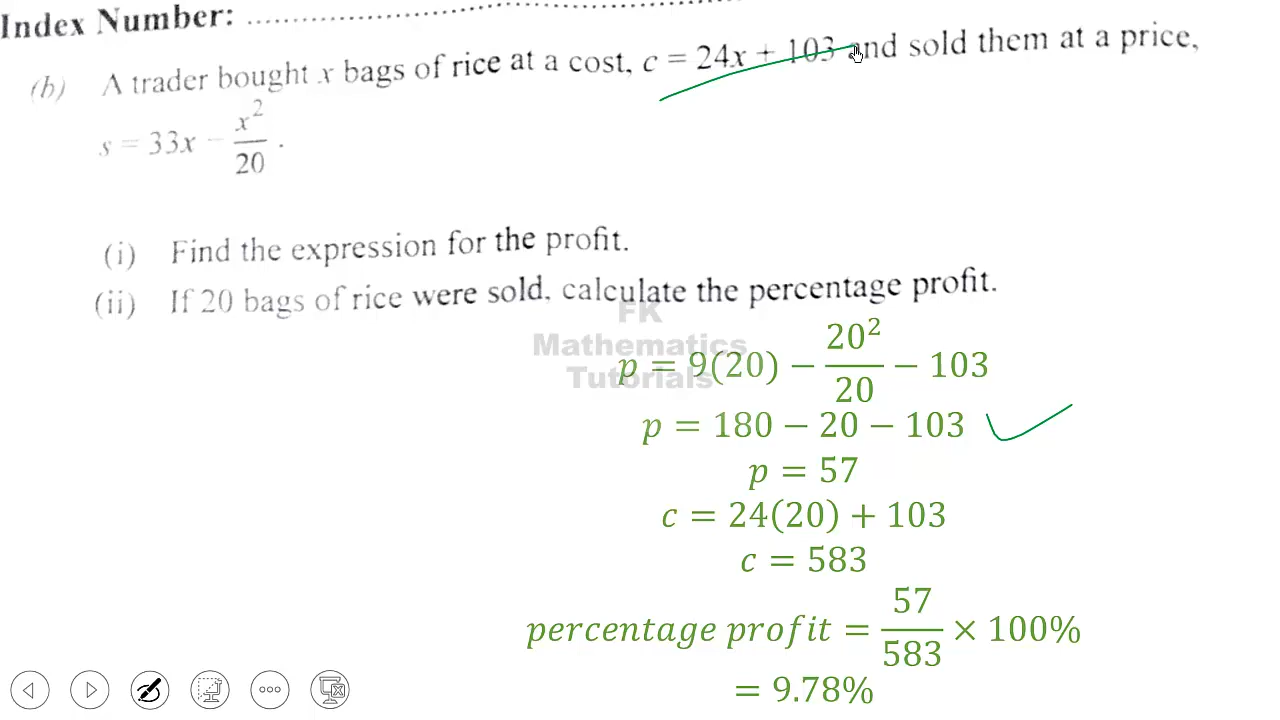 Index Number: ........................................
(b) A trader bought x bags of rice at a cost, c = 24x + 103 and sold them at a price,
s = 33x − x²/20 .
(i) Find the expression for the profit.
(ii) If 20 bags of rice were sold, calculate the percentage profit.
FK
Mathematics
Tutorials
p = 9(20) − 20²/20 − 103
p = 180 − 20 − 103
p = 57
c = 24(20) + 103
c = 583
percentage profit = 57/583 × 100%
= 9.78%